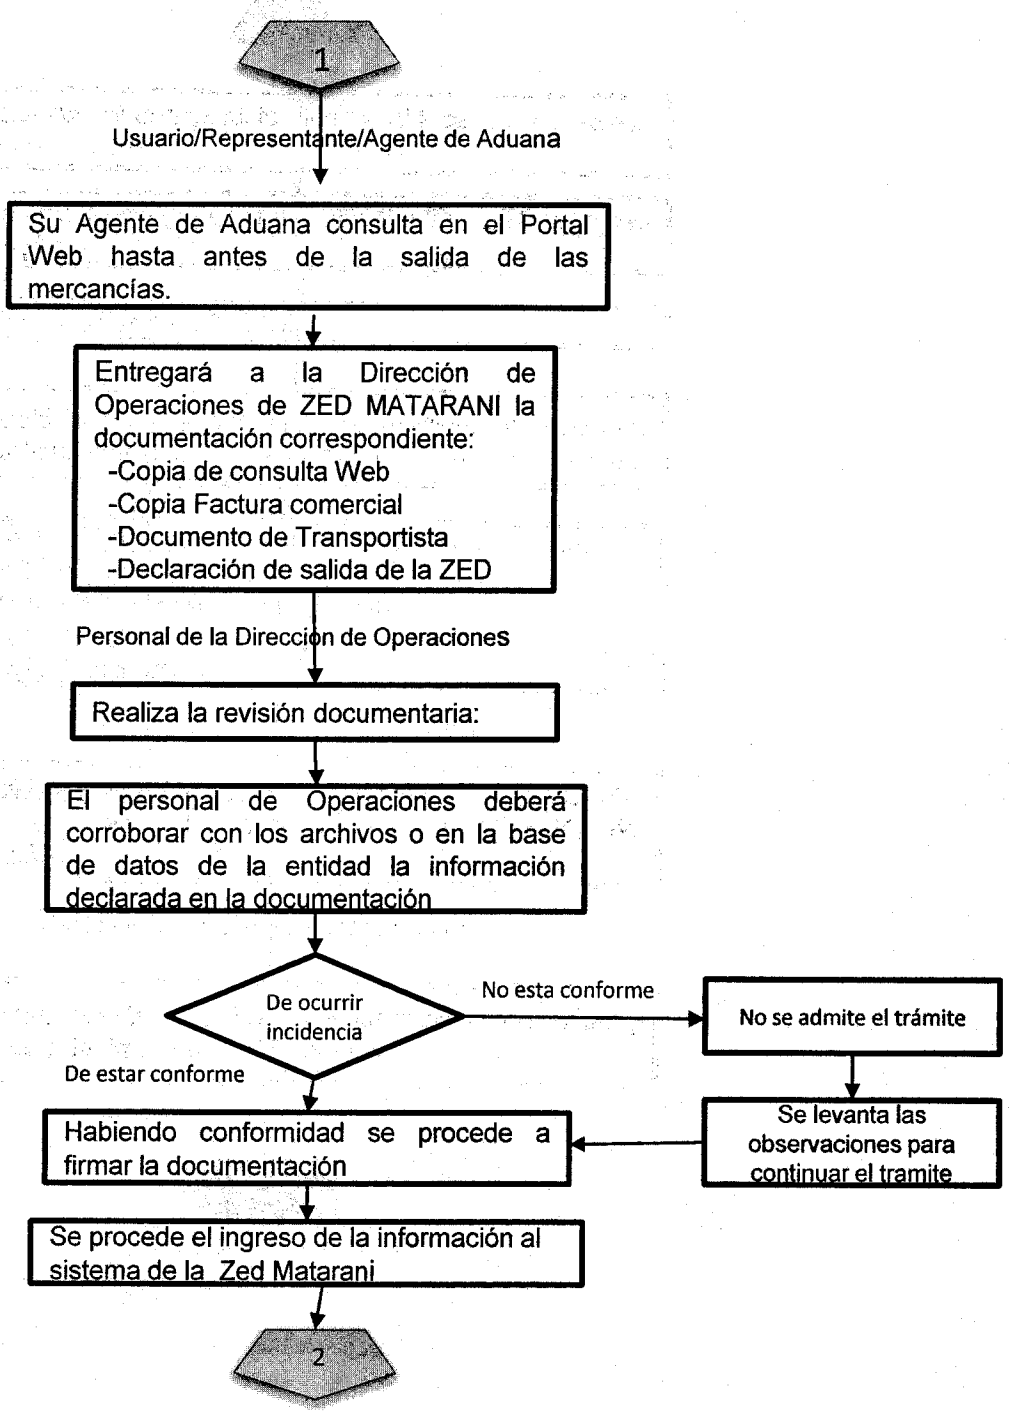 1
Usuario/Representante/Agente de Aduana
Su Agente de Aduana consulta en el Portal
Web hasta antes de la salida de las
mercancías.
Entregará a la Dirección de
Operaciones de ZED MATARANI la
documentación correspondiente:
-Copia de consulta Web
-Copia Factura comercial
-Documento de Transportista
-Declaración de salida de la ZED
Personal de la Dirección de Operaciones
Realiza la revisión documentaria:
El personal de Operaciones deberá
corroborar con los archivos o en la base
de datos de la entidad la información
declarada en la documentación
De ocurrir
incidencia
No esta conforme
No se admite el trámite
De estar conforme
Se levanta las
observaciones para
continuar el tramite
Habiendo conformidad se procede a
firmar la documentación
Se procede el ingreso de la información al
sistema de la Zed Matarani
2